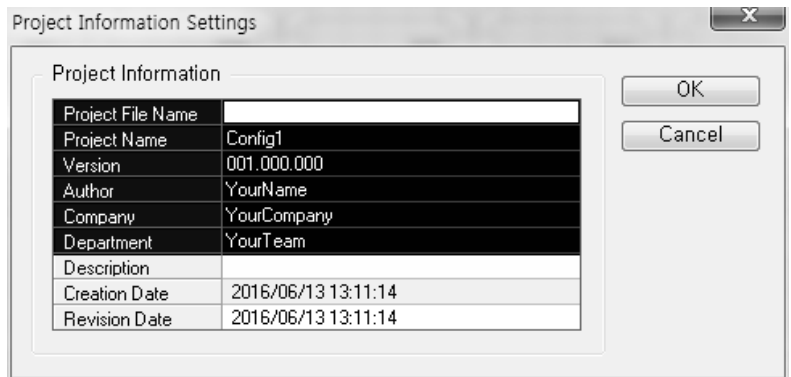 Project Information Settings
x
Project Information
OK
Cancel
Project File Name
Project Name Config1
Version 001.000.000
Author YourName
Company YourCompany
Department YourTeam
Description
Creation Date 2016/06/13 13:11:14
Revision Date 2016/06/13 13:11:14